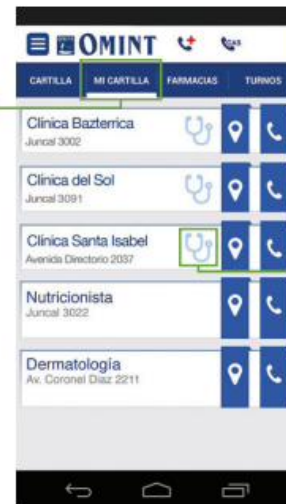 OMINT
CARTILLA MI CARTILLA FARMACIAS TURNOS
Clínica Bazterrica
Juncal 3002
Clínica del Sol
Juncal 3091
Clínica Santa Isabel
Avenida Directorio 2037
Nutricionista
Juncal 3022
Dermatología
Av. Coronel Diaz 2211